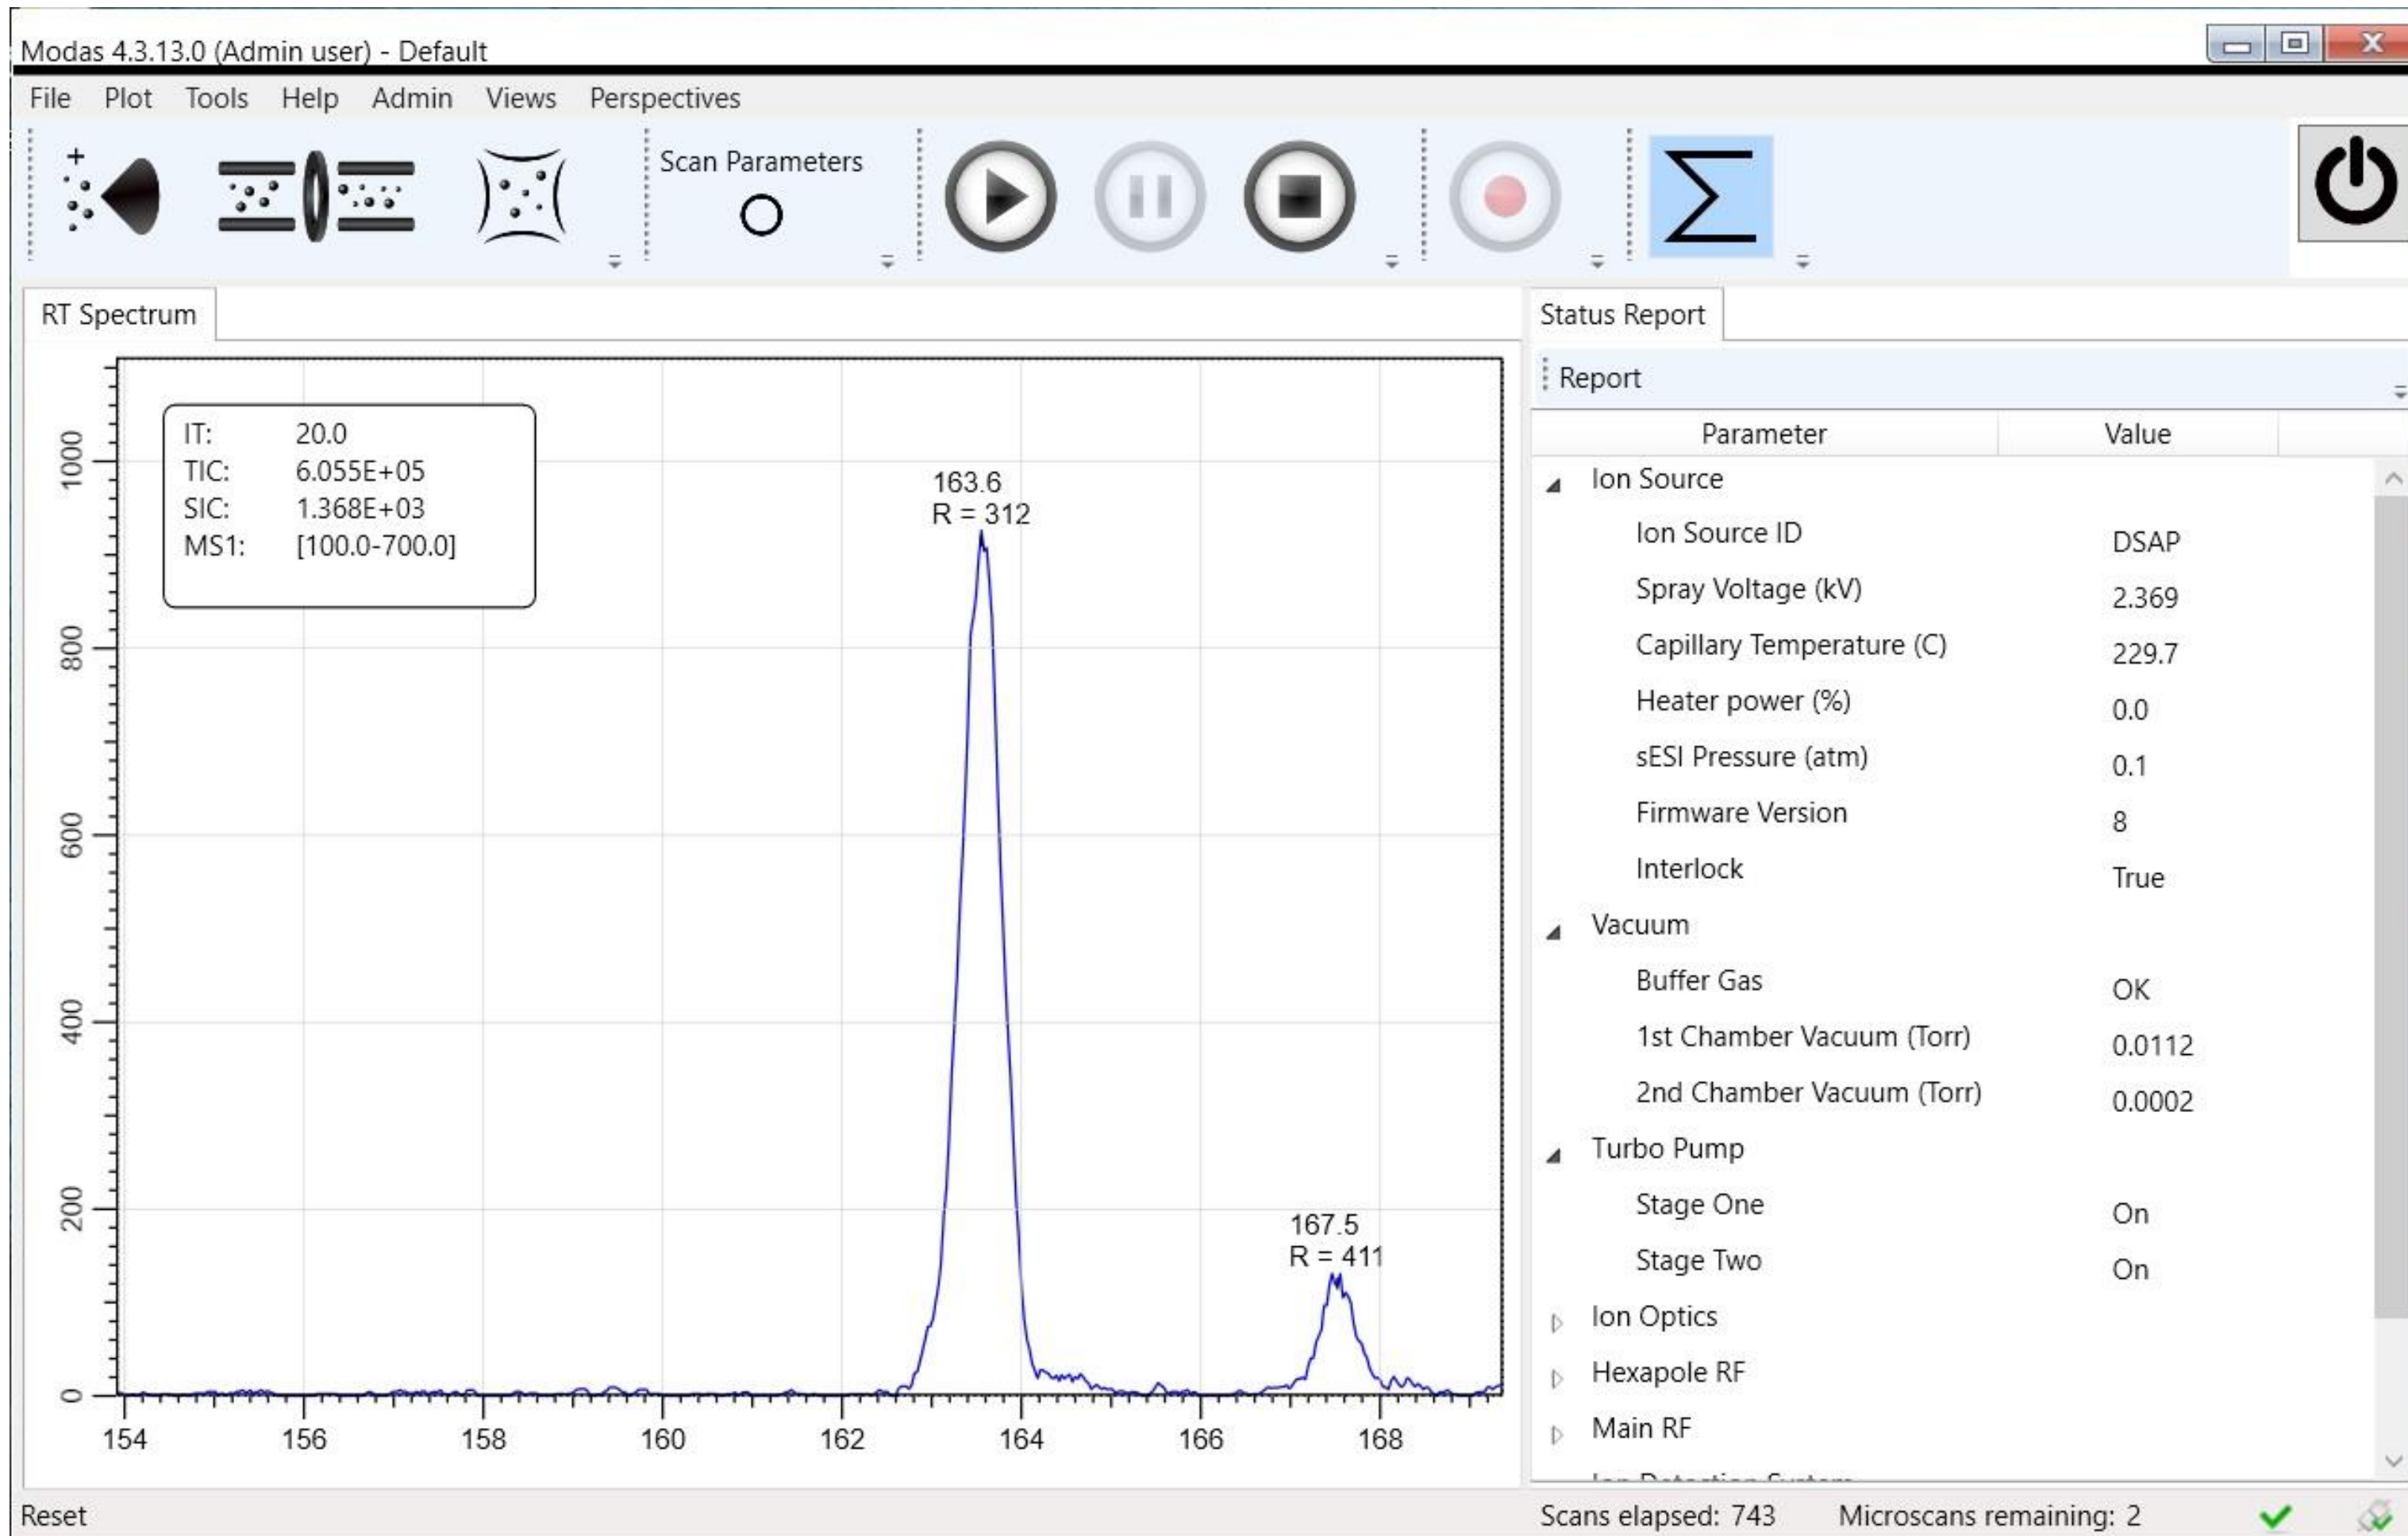 Modas 4.3.13.0 (Admin user) - Default
File Plot Tools Help Admin Views Perspectives
Scan Parameters
RT Spectrum
IT: 20.0
TIC: 6.055E+05
SIC: 1.368E+03
MS1: [100.0-700.0]
163.6
R = 312
167.5
R = 411
1000
800
600
400
200
0
154 156 158 160 162 164 166 168
Status Report
Report
Parameter Value
Ion Source
Ion Source ID DSAP
Spray Voltage (kV) 2.369
Capillary Temperature (C) 229.7
Heater power (%) 0.0
sESI Pressure (atm) 0.1
Firmware Version 8
Interlock True
Vacuum
Buffer Gas OK
1st Chamber Vacuum (Torr) 0.0112
2nd Chamber Vacuum (Torr) 0.0002
Turbo Pump
Stage One On
Stage Two On
Ion Optics
Hexapole RF
Main RF
Ion Detection System
Reset
Scans elapsed: 743 Microscans remaining: 2